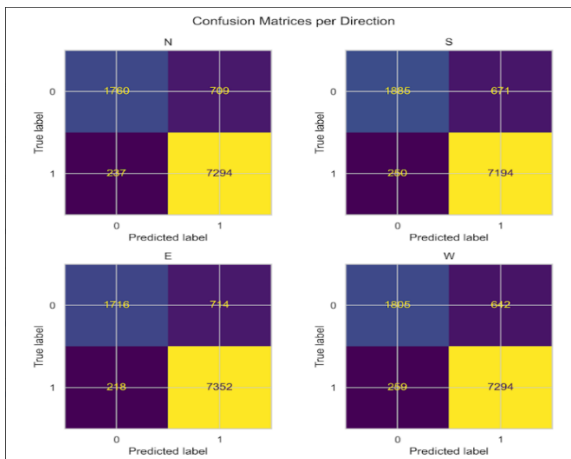 Confusion Matrices per Direction
N
S
0
1760
709
0
1885
671
True label
True label
1
237
7294
1
250
7194
0
1
0
1
Predicted label
Predicted label
E
W
0
1716
714
0
1805
642
True label
True label
1
218
7352
1
259
7294
0
1
0
1
Predicted label
Predicted label